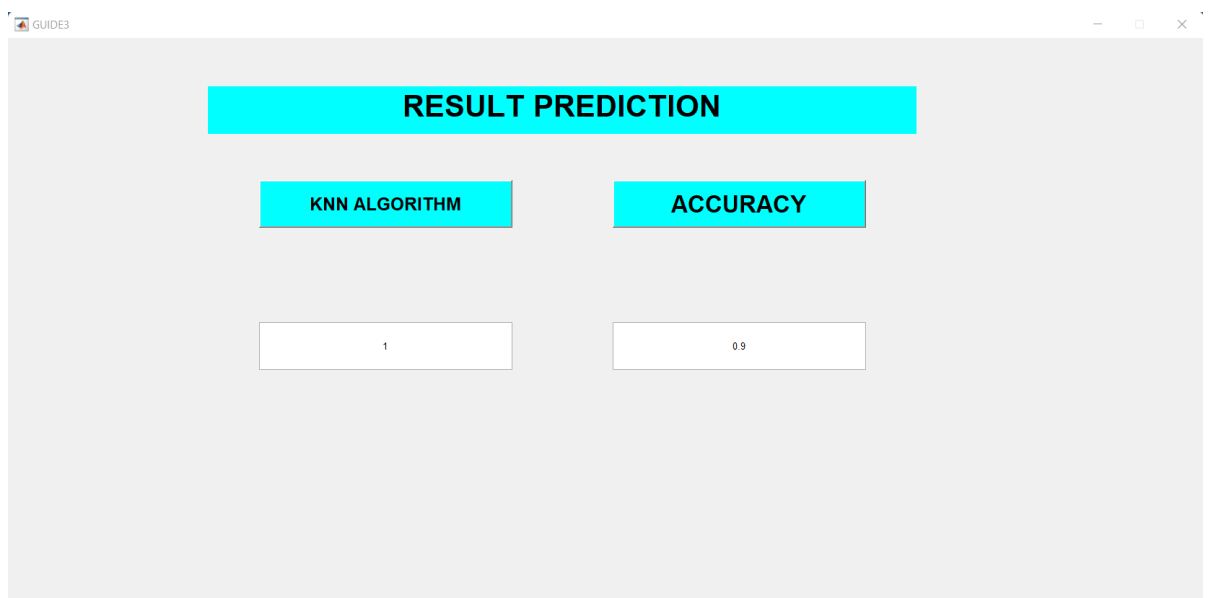 GUIDE3
RESULT PREDICTION
KNN ALGORITHM
ACCURACY
1
0.9